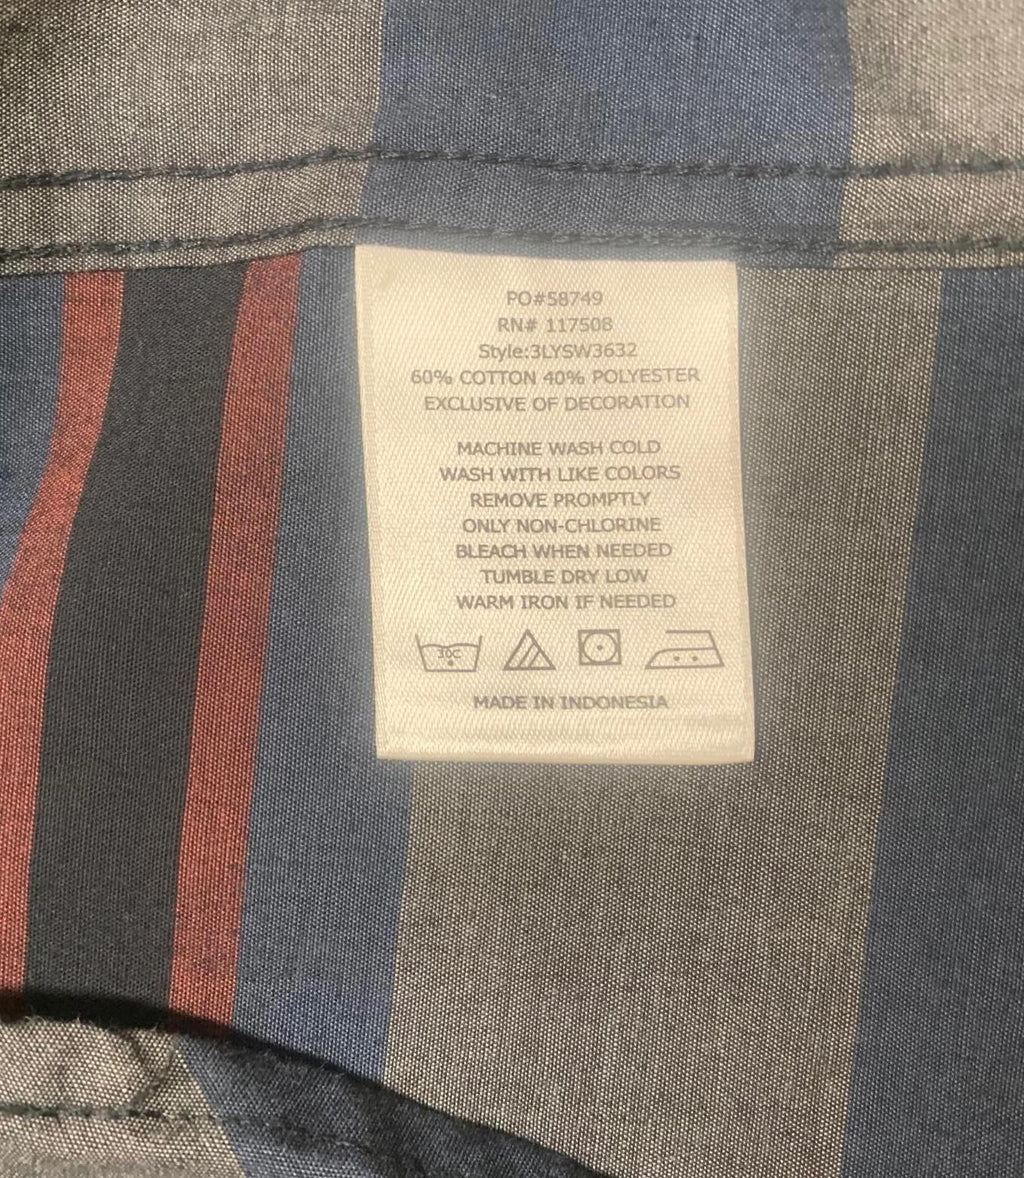 PO#58749
RN# 117508
Style:3LYSW3632
60% COTTON 40% POLYESTER
EXCLUSIVE OF DECORATION
MACHINE WASH COLD
WASH WITH LIKE COLORS
REMOVE PROMPTLY
ONLY NON-CHLORINE
BLEACH WHEN NEEDED
TUMBLE DRY LOW
WARM IRON IF NEEDED
30C
MADE IN INDONESIA